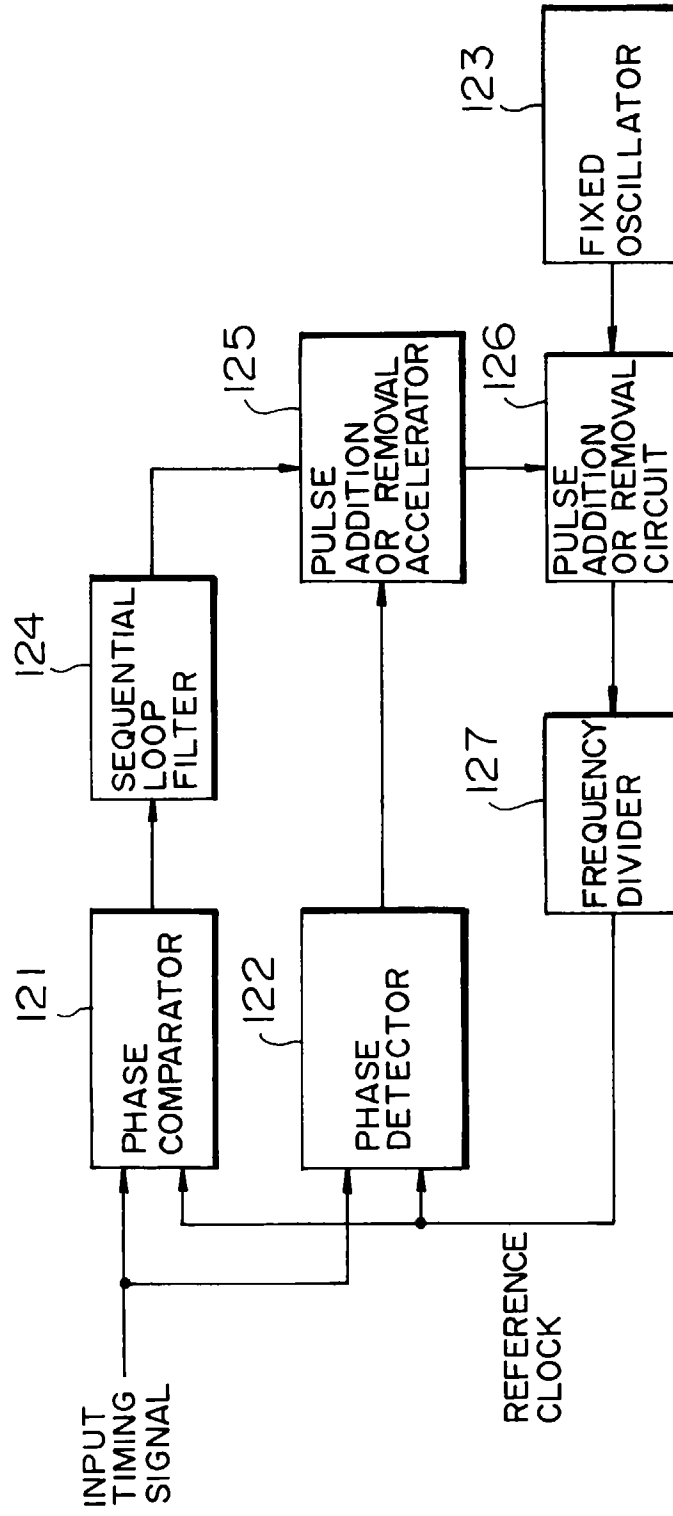 INPUT
TIMING
SIGNAL
121
PHASE
COMPARATOR
124
SEQUENTIAL
LOOP
FILTER
122
PHASE
DETECTOR
125
PULSE
ADDITION
OR REMOVAL
ACCELERATOR
REFERENCE
CLOCK
127
FREQUENCY
DIVIDER
126
PULSE
ADDITION
OR REMOVAL
CIRCUIT
123
FIXED
OSCILLATOR